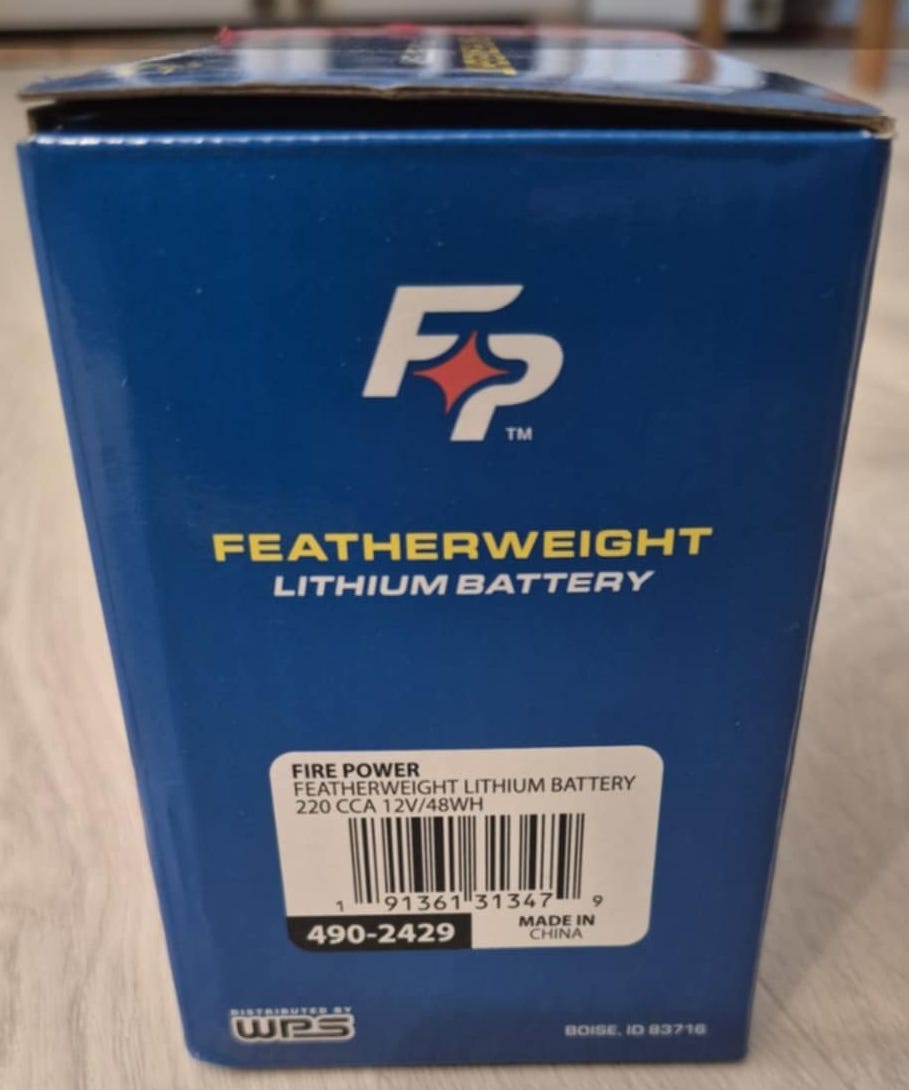 FP
TM
FEATHERWEIGHT
LITHIUM BATTERY
FIRE POWER
FEATHERWEIGHT LITHIUM BATTERY
220 CCA 12V/48WH
1 91361 31347 9
490-2429
MADE IN
CHINA
DISTRIBUTED BY
WPS
BOISE, ID 83716